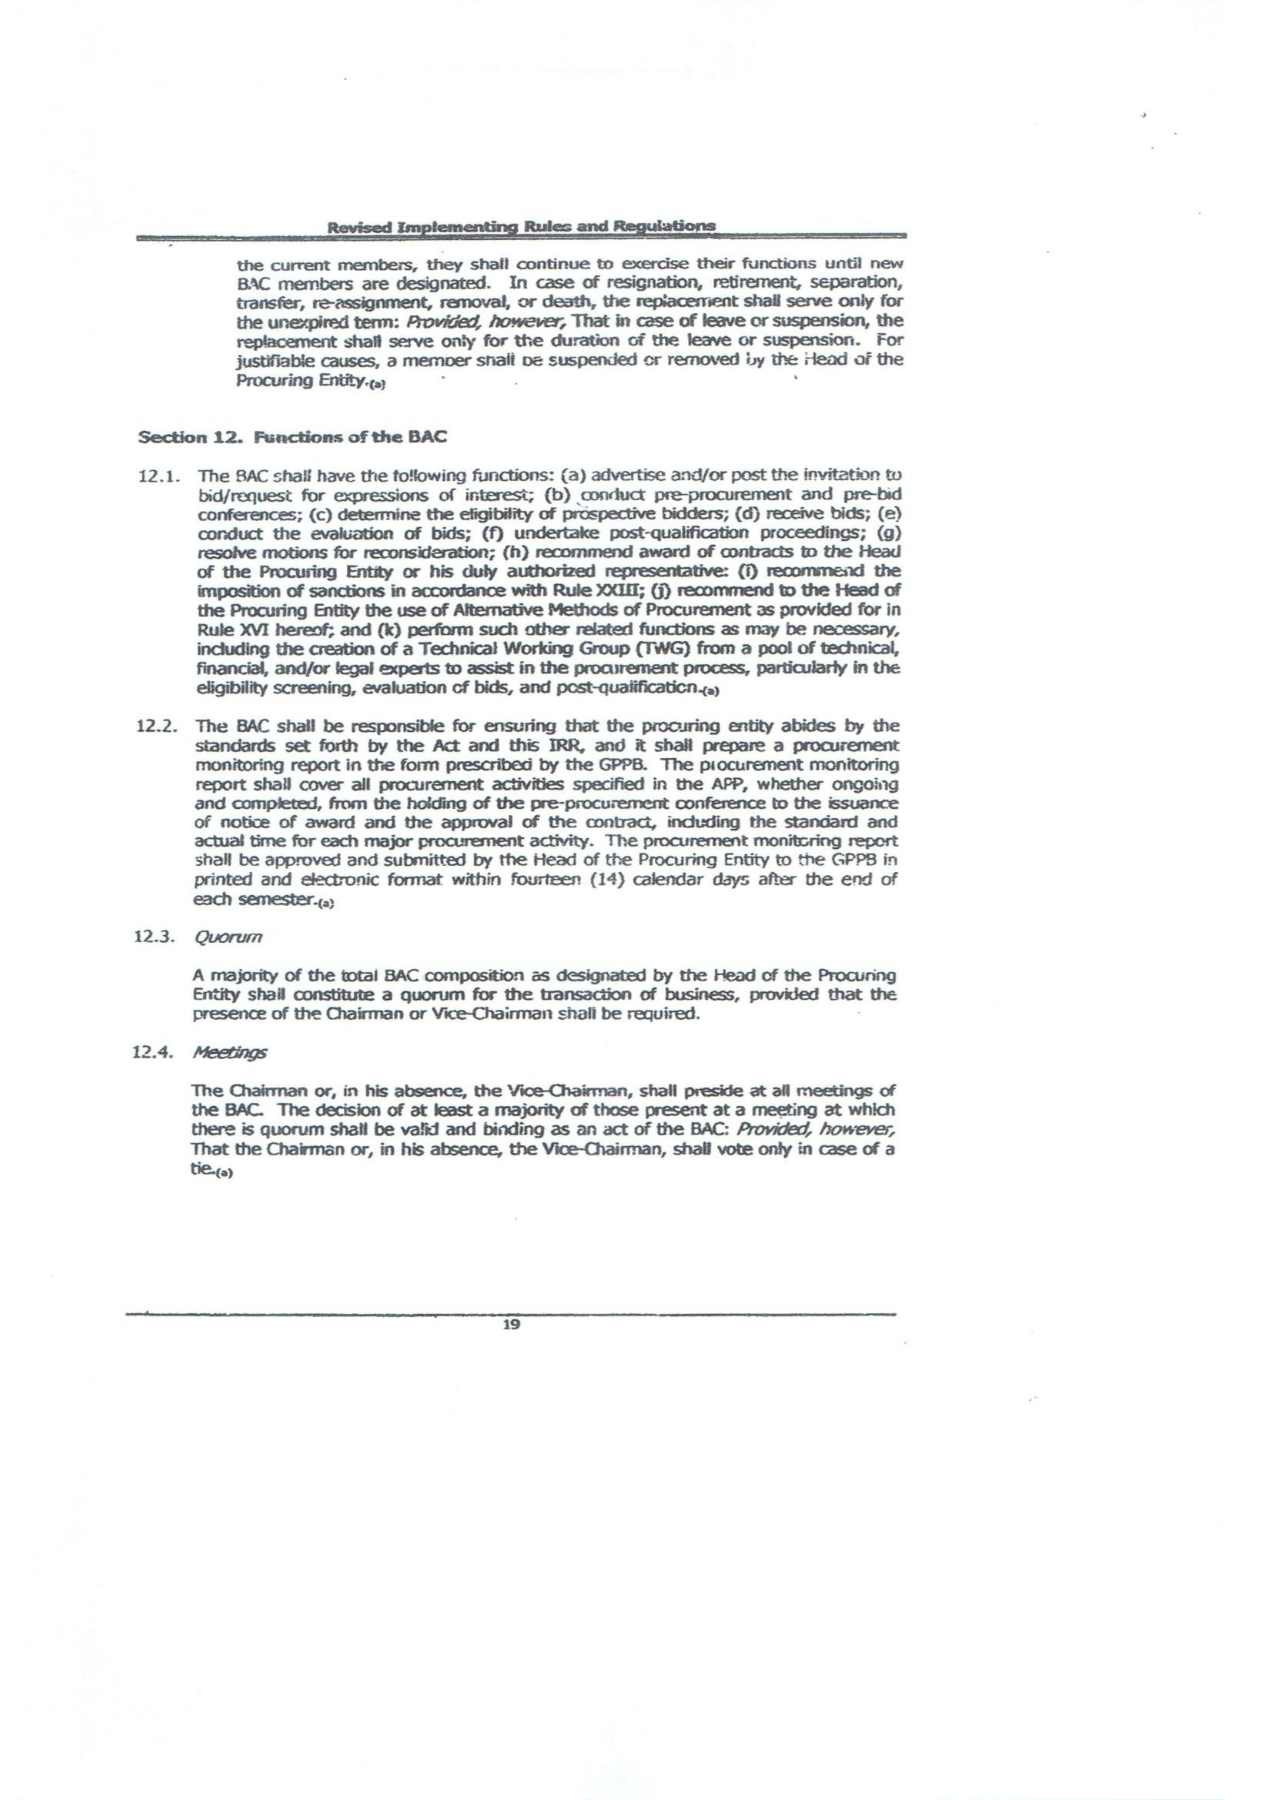 Revised Implementing Rules and Regulations
the current members, they shall continue to exercise their functions until new
BAC members are designated. In case of resignation, retirement, separation,
transfer, re-assignment, removal, or death, the replacement shall serve only for
the unexpired term: Provided, however, That in case of leave or suspension, the
replacement shall serve only for the duration of the leave or suspension. For
justifiable causes, a member shall be suspended or removed by the Head of the
Procuring Entity.(a)
Section 12. Functions of the BAC
12.1. The BAC shall have the following functions: (a) advertise and/or post the invitation to
bid/request for expressions of interest; (b) conduct pre-procurement and pre-bid
conferences; (c) determine the eligibility of prospective bidders; (d) receive bids; (e)
conduct the evaluation of bids; (f) undertake post-qualification proceedings; (g)
resolve motions for reconsideration; (h) recommend award of contracts to the Head
of the Procuring Entity or his duly authorized representative: (i) recommend the
imposition of sanctions in accordance with Rule XXIII; (j) recommend to the Head of
the Procuring Entity the use of Alternative Methods of Procurement as provided for in
Rule XVI hereof; and (k) perform such other related functions as may be necessary,
including the creation of a Technical Working Group (TWG) from a pool of technical,
financial, and/or legal experts to assist in the procurement process, particularly in the
eligibility screening, evaluation of bids, and post-qualification.(a)
12.2. The BAC shall be responsible for ensuring that the procuring entity abides by the
standards set forth by the Act and this IRR, and it shall prepare a procurement
monitoring report in the form prescribed by the GPPB. The procurement monitoring
report shall cover all procurement activities specified in the APP, whether ongoing
and completed, from the holding of the pre-procurement conference to the issuance
of notice of award and the approval of the contract, including the standard and
actual time for each major procurement activity. The procurement monitoring report
shall be approved and submitted by the Head of the Procuring Entity to the GPPB in
printed and electronic format within fourteen (14) calendar days after the end of
each semester.(a)
12.3. Quorum
A majority of the total BAC composition as designated by the Head of the Procuring
Entity shall constitute a quorum for the transaction of business, provided that the
presence of the Chairman or Vice-Chairman shall be required.
12.4. Meetings
The Chairman or, in his absence, the Vice-Chairman, shall preside at all meetings of
the BAC. The decision of at least a majority of those present at a meeting at which
there is quorum shall be valid and binding as an act of the BAC: Provided, however,
That the Chairman or, in his absence, the Vice-Chairman, shall vote only in case of a
tie.(a)
19